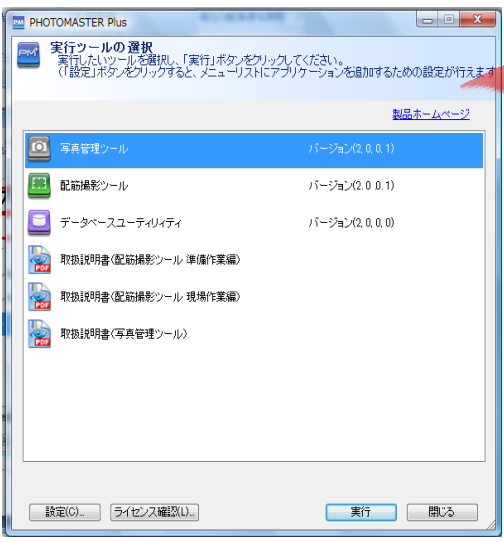 PM PHOTOMASTER Plus
PM+ 実行ツールの選択
実行したいツールを選択し、「実行」ボタンをクリックしてください。
(「設定」ボタンをクリックすると、メニューリストにアプリケーションを追加するための設定が行えます
製品ホームページ
写真管理ツール バージョン(2.0.0.1)
配筋撮影ツール バージョン(2.0.0.1)
データベースユーティリィティ バージョン(2.0.0.0)
PDF 取扱説明書(配筋撮影ツール 準備作業編)
PDF 取扱説明書(配筋撮影ツール 現場作業編)
PDF 取扱説明書(写真管理ツール)
設定(C)... ライセンス確認(L)... 実行 閉じる